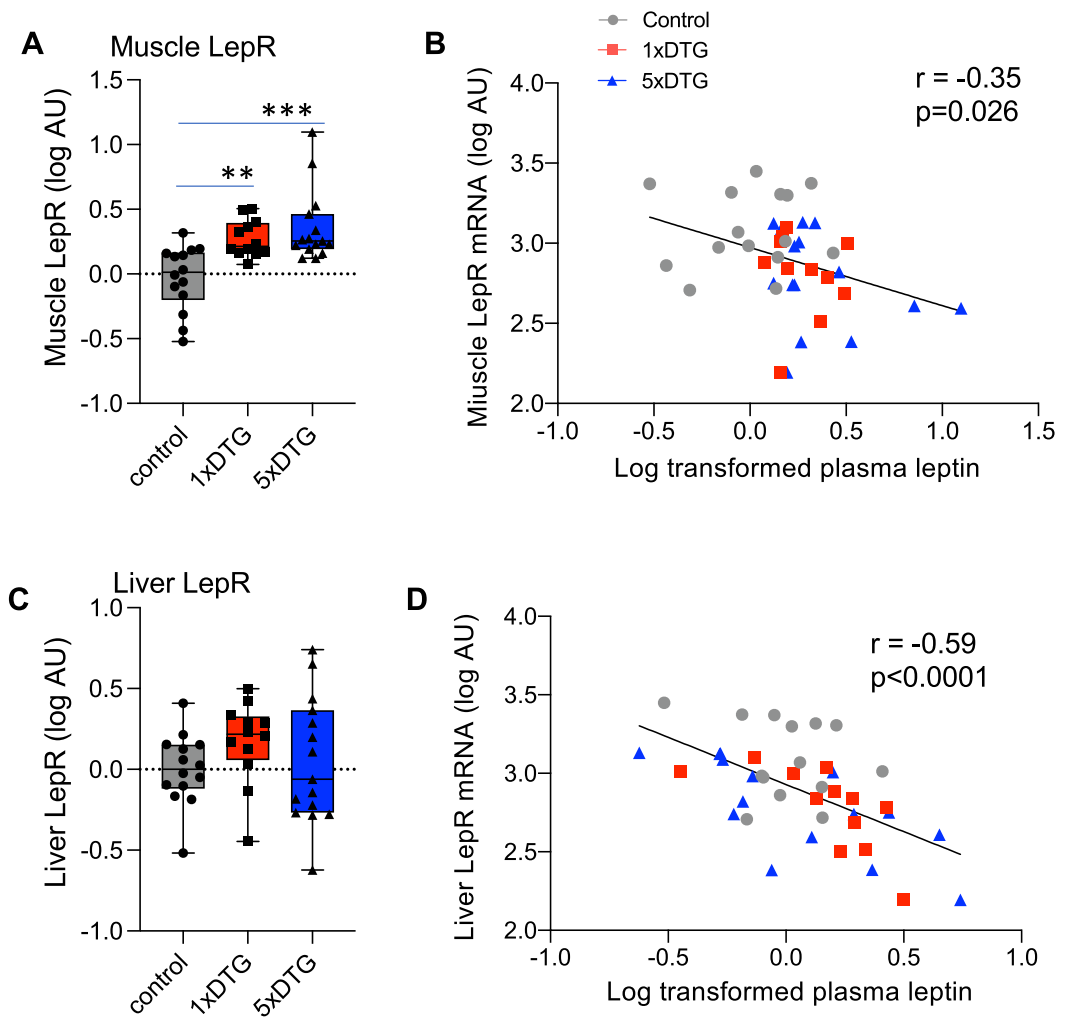 A
Muscle LepR
Muscle LepR (log AU)
1.5
1.0
0.5
0.0
-0.5
-1.0
***
**
control
1xDTG
5xDTG
B
Control
1xDTG
5xDTG
r = -0.35
p=0.026
Miuscle LepR mRNA (log AU)
4.0
3.5
3.0
2.5
2.0
-1.0
-0.5
0.0
0.5
1.0
1.5
Log transformed plasma leptin
C
Liver LepR
Liver LepR (log AU)
1.0
0.5
0.0
-0.5
-1.0
control
1xDTG
5xDTG
D
r = -0.59
p<0.0001
Liver LepR mRNA (log AU)
4.0
3.5
3.0
2.5
2.0
-1.0
-0.5
0.0
0.5
1.0
Log transformed plasma leptin